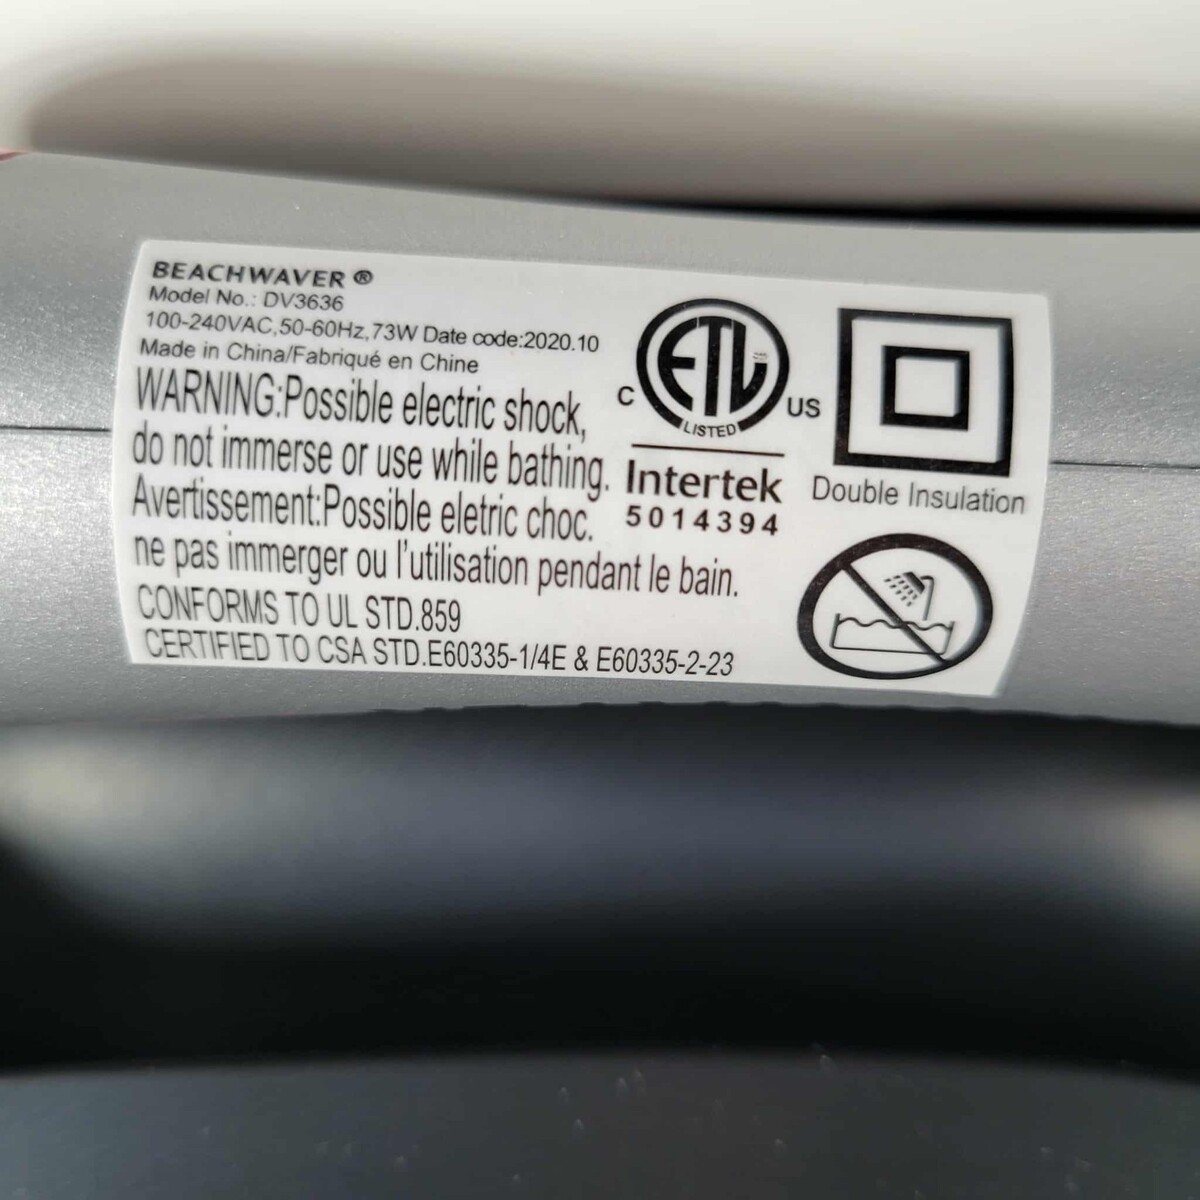 BEACHWAVER ®
Model No.: DV3636
100-240VAC,50-60Hz,73W Date code:2020.10
Made in China/Fabriqué en Chine
WARNING:Possible electric shock,
do not immerse or use while bathing.
Avertissement:Possible eletric choc.
ne pas immerger ou l'utilisation pendant le bain.
CONFORMS TO UL STD.859
CERTIFIED TO CSA STD.E60335-1/4E & E60335-2-23
ETL
C US
LISTED
Intertek
5014394
Double Insulation